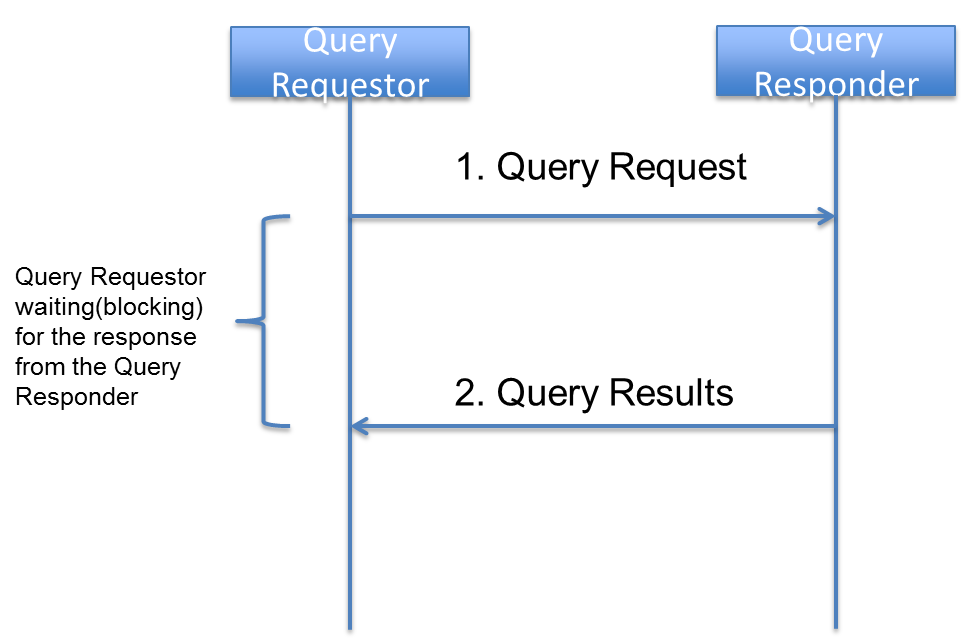 Query
Requestor
Query
Responder
1. Query Request
Query Requestor
waiting(blocking)
for the response
from the Query
Responder
2. Query Results